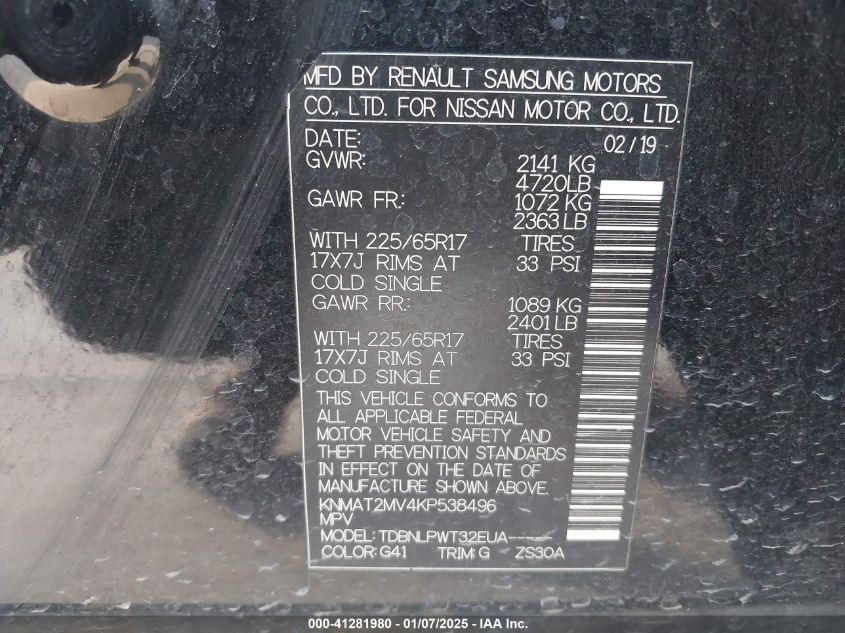 MFD BY RENAULT SAMSUNG MOTORS
CO., LTD. FOR NISSAN MOTOR CO., LTD.
DATE: 02/19
GVWR: 2141 KG
4720LB
GAWR FR.: 1072 KG
2363 LB
WITH 225/65R17 TIRES
17X7J RIMS AT 33 PSI
COLD SINGLE
GAWR RR.: 1089 KG
2401 LB
WITH 225/65R17 TIRES
17X7J RIMS AT 33 PSI
COLD SINGLE
THIS VEHICLE CONFORMS TO
ALL APPLICABLE FEDERAL
MOTOR VEHICLE SAFETY AND
THEFT PREVENTION STANDARDS
IN EFFECT ON THE DATE OF
MANUFACTURE SHOWN ABOVE.
KNMAT2MV4KP538496
MPV
MODEL: TDBNLPWT32EUA-----
COLOR: G41 TRIM: G ZS30A
000-41281980 - 01/07/2025 - IAA Inc.